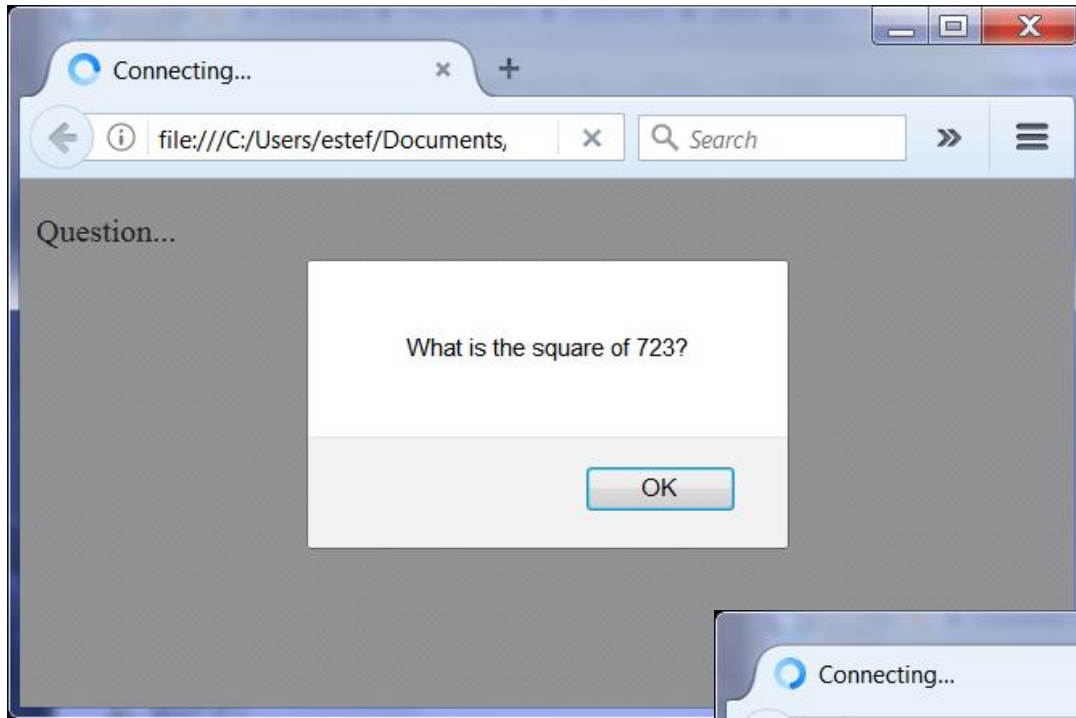 Connecting...
file:///C:/Users/estef/Documents,
Search
Question...
What is the square of 723?
OK
Connecting...